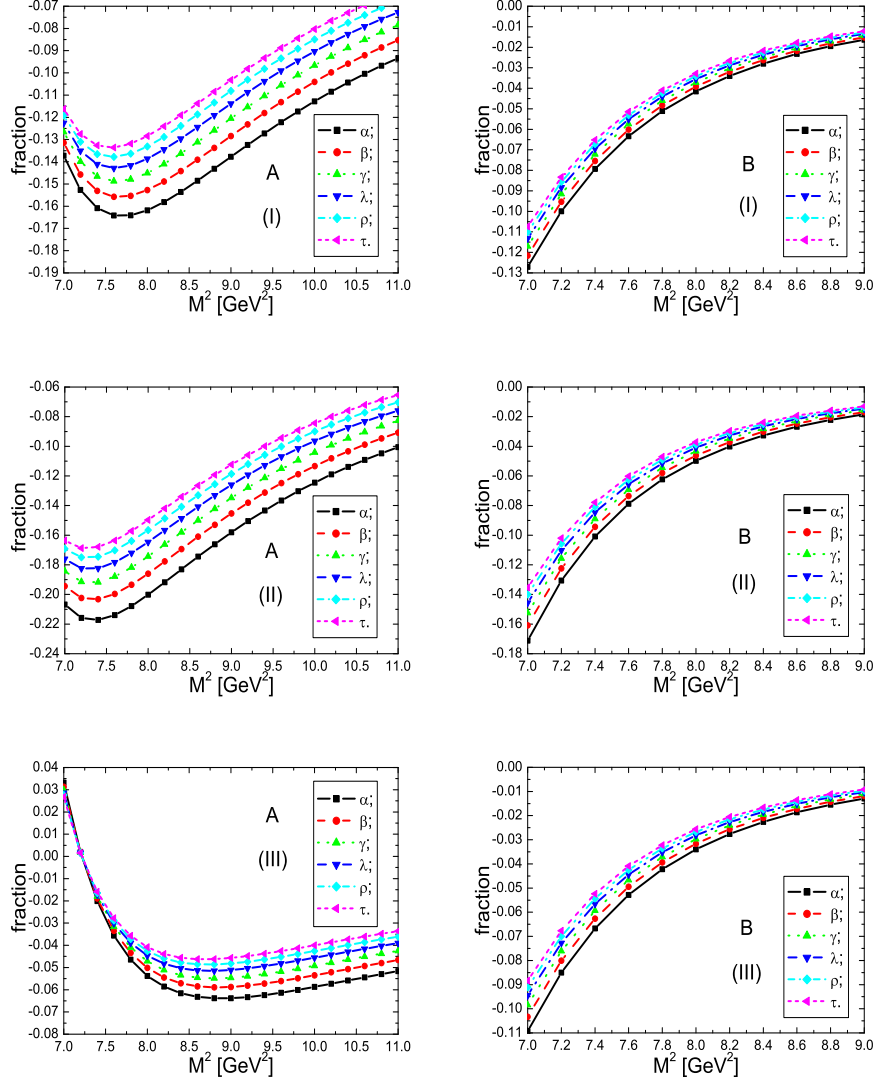 -0.07
-0.08
-0.09
-0.10
-0.11
-0.12
-0.13
-0.14
-0.15
-0.16
-0.17
-0.18
-0.19
fraction
A
(I)
α;
β;
γ;
λ;
ρ;
τ.
7.0 7.5 8.0 8.5 9.0 9.5 10.0 10.5 11.0
M² [GeV²]
0.00
-0.01
-0.02
-0.03
-0.04
-0.05
-0.06
-0.07
-0.08
-0.09
-0.10
-0.11
-0.12
-0.13
fraction
B
(I)
α;
β;
γ;
λ;
ρ;
τ.
7.0 7.2 7.4 7.6 7.8 8.0 8.2 8.4 8.6 8.8 9.0
M² [GeV²]
-0.06
-0.08
-0.10
-0.12
-0.14
-0.16
-0.18
-0.20
-0.22
-0.24
fraction
A
(II)
α;
β;
γ;
λ;
ρ;
τ.
7.0 7.5 8.0 8.5 9.0 9.5 10.0 10.5 11.0
M² [GeV²]
0.00
-0.02
-0.04
-0.06
-0.08
-0.10
-0.12
-0.14
-0.16
-0.18
fraction
B
(II)
α;
β;
γ;
λ;
ρ;
τ.
7.0 7.2 7.4 7.6 7.8 8.0 8.2 8.4 8.6 8.8 9.0
M² [GeV²]
0.04
0.03
0.02
0.01
0.00
-0.01
-0.02
-0.03
-0.04
-0.05
-0.06
-0.07
-0.08
fraction
A
(III)
α;
β;
γ;
λ;
ρ;
τ.
7.0 7.5 8.0 8.5 9.0 9.5 10.0 10.5 11.0
M² [GeV²]
0.00
-0.01
-0.02
-0.03
-0.04
-0.05
-0.06
-0.07
-0.08
-0.09
-0.10
-0.11
fraction
B
(III)
α;
β;
γ;
λ;
ρ;
τ.
7.0 7.2 7.4 7.6 7.8 8.0 8.2 8.4 8.6 8.8 9.0
M² [GeV²]